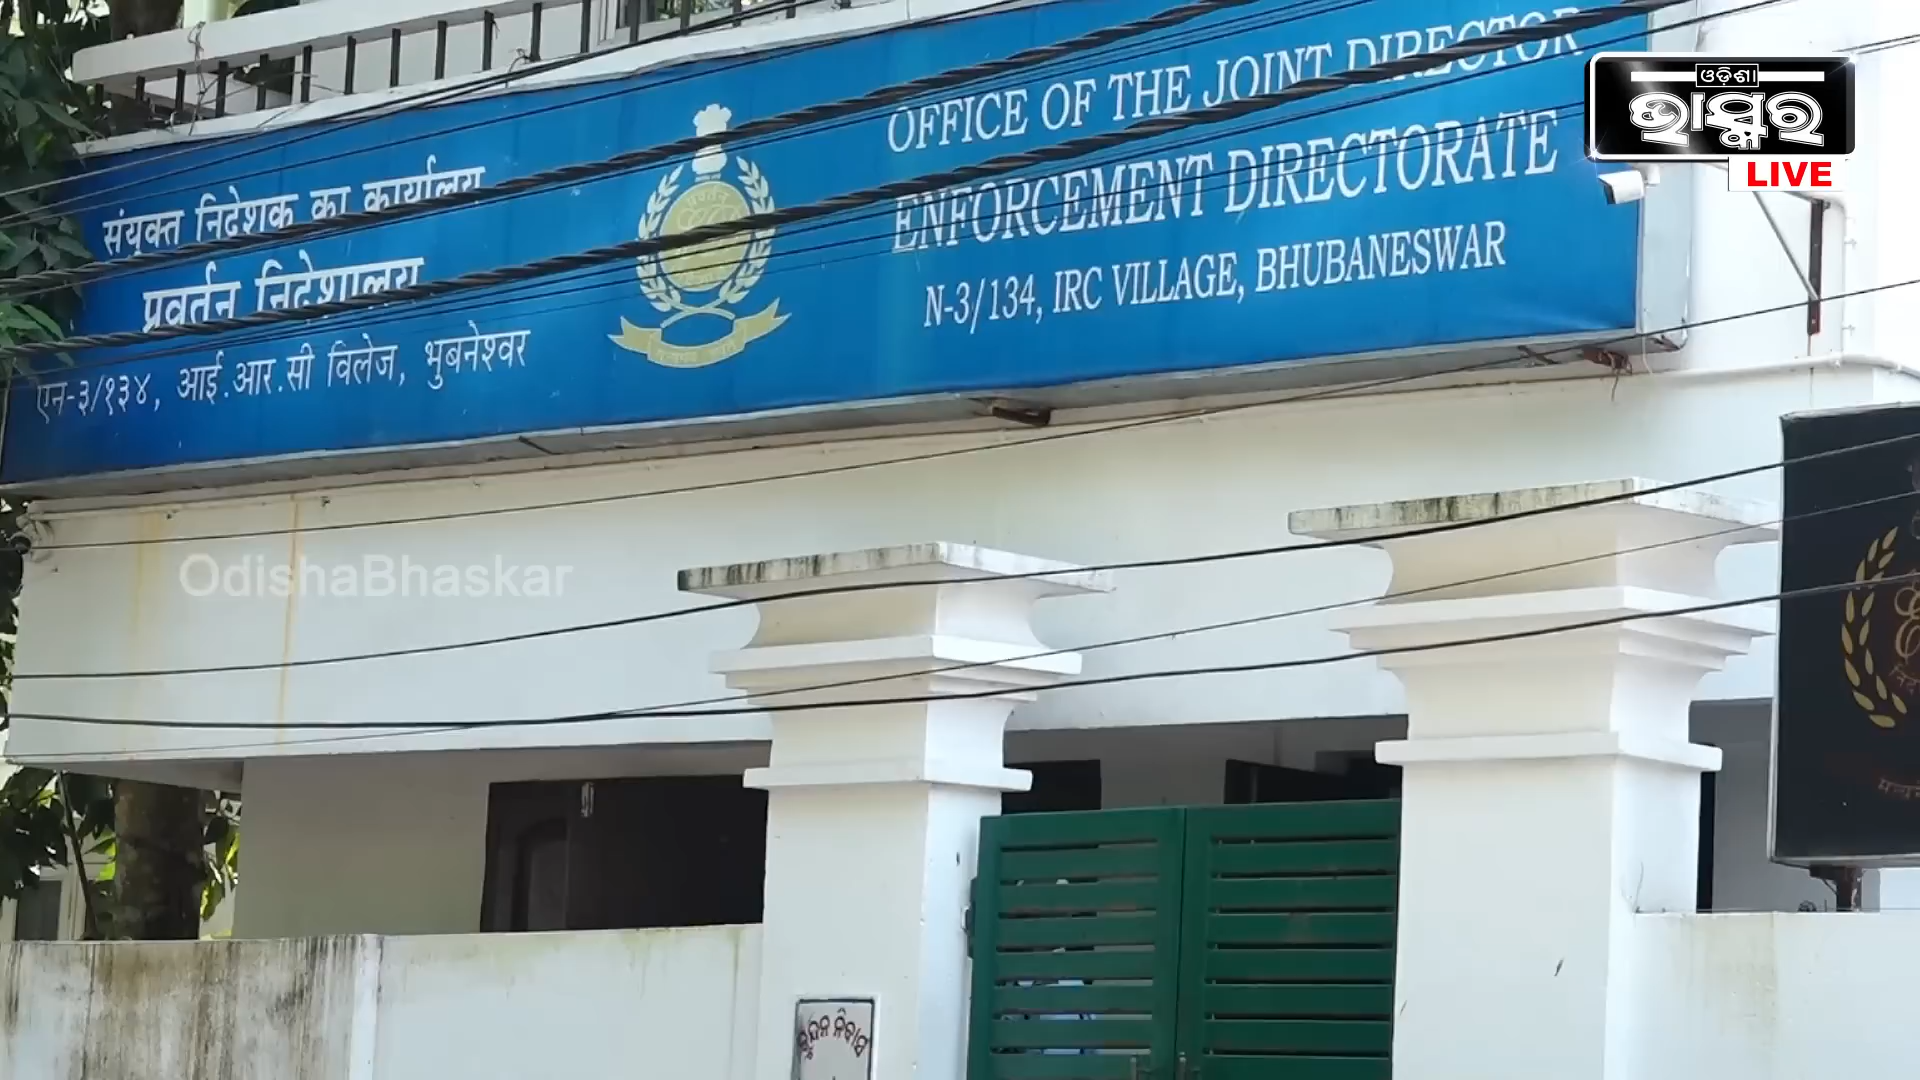 संयुक्त निदेशक का कार्यालय
प्रवर्तन निदेशालय
एन-३/१३४, आई.आर.सी विलेज, भुबनेश्वर
OFFICE OF THE JOINT DIRECTOR
ENFORCEMENT DIRECTORATE
N-3/134, IRC VILLAGE, BHUBANESWAR
ଓଡ଼ିଶା
ଭାସ୍କର
LIVE
OdishaBhaskar